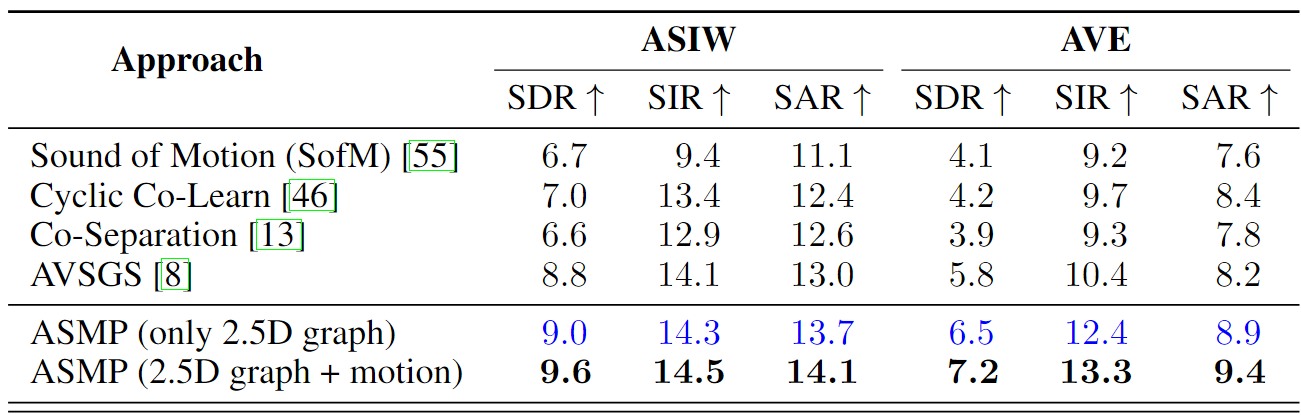 Approach ASIW AVE
SDR ↑ SIR ↑ SAR ↑ SDR ↑ SIR ↑ SAR ↑
Sound of Motion (SofM) [55] 6.7 9.4 11.1 4.1 9.2 7.6
Cyclic Co-Learn [46] 7.0 13.4 12.4 4.2 9.7 8.4
Co-Separation [13] 6.6 12.9 12.6 3.9 9.3 7.8
AVSGS [8] 8.8 14.1 13.0 5.8 10.4 8.2
ASMP (only 2.5D graph) 9.0 14.3 13.7 6.5 12.4 8.9
ASMP (2.5D graph + motion) 9.6 14.5 14.1 7.2 13.3 9.4